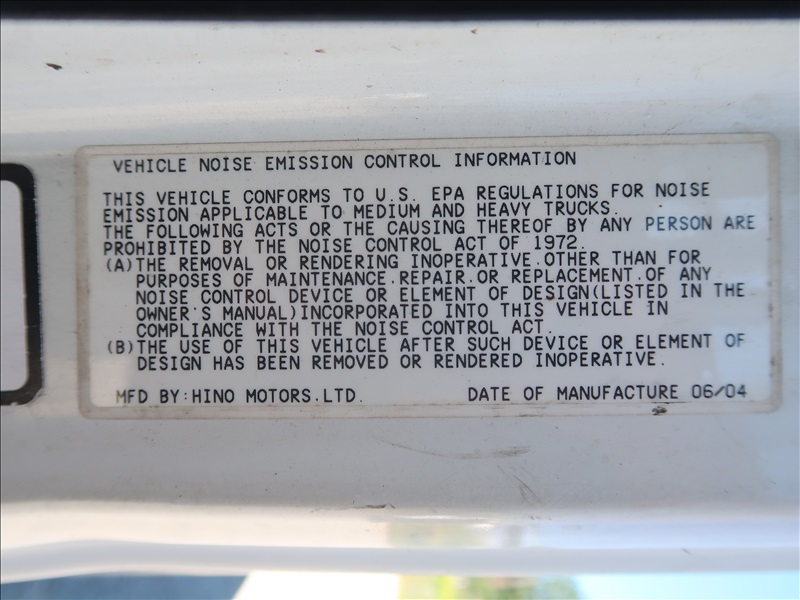 VEHICLE NOISE EMISSION CONTROL INFORMATION
THIS VEHICLE CONFORMS TO U.S. EPA REGULATIONS FOR NOISE
EMISSION APPLICABLE TO MEDIUM AND HEAVY TRUCKS.
THE FOLLOWING ACTS OR THE CAUSING THEREOF BY ANY PERSON ARE
PROHIBITED BY THE NOISE CONTROL ACT OF 1972.
(A)THE REMOVAL OR RENDERING INOPERATIVE.OTHER THAN FOR
PURPOSES OF MAINTENANCE.REPAIR.OR REPLACEMENT.OF ANY
NOISE CONTROL DEVICE OR ELEMENT OF DESIGN(LISTED IN THE
OWNER'S MANUAL)INCORPORATED INTO THIS VEHICLE IN
COMPLIANCE WITH THE NOISE CONTROL ACT.
(B)THE USE OF THIS VEHICLE AFTER SUCH DEVICE OR ELEMENT OF
DESIGN HAS BEEN REMOVED OR RENDERED INOPERATIVE.
MFD BY:HINO MOTORS.LTD. DATE OF MANUFACTURE 06/04